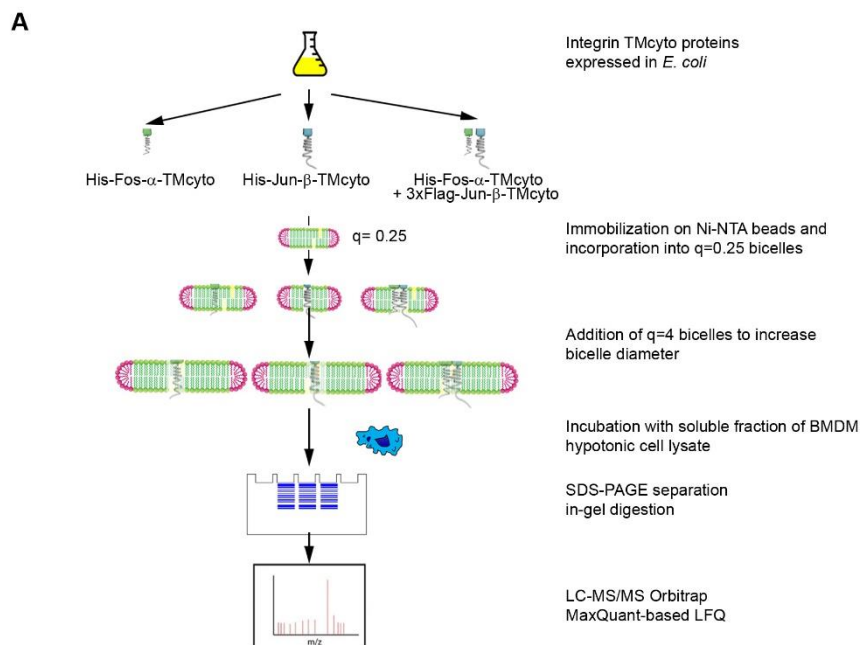 A
Integrin TMcyto proteins
expressed in E. coli
His-Fos-α-TMcyto
His-Jun-β-TMcyto
His-Fos-α-TMcyto
+ 3xFlag-Jun-β-TMcyto
q= 0.25
Immobilization on Ni-NTA beads and
incorporation into q=0.25 bicelles
Addition of q=4 bicelles to increase
bicelle diameter
Incubation with soluble fraction of BMDM
hypotonic cell lysate
SDS-PAGE separation
in-gel digestion
LC-MS/MS Orbitrap
MaxQuant-based LFQ
m/z